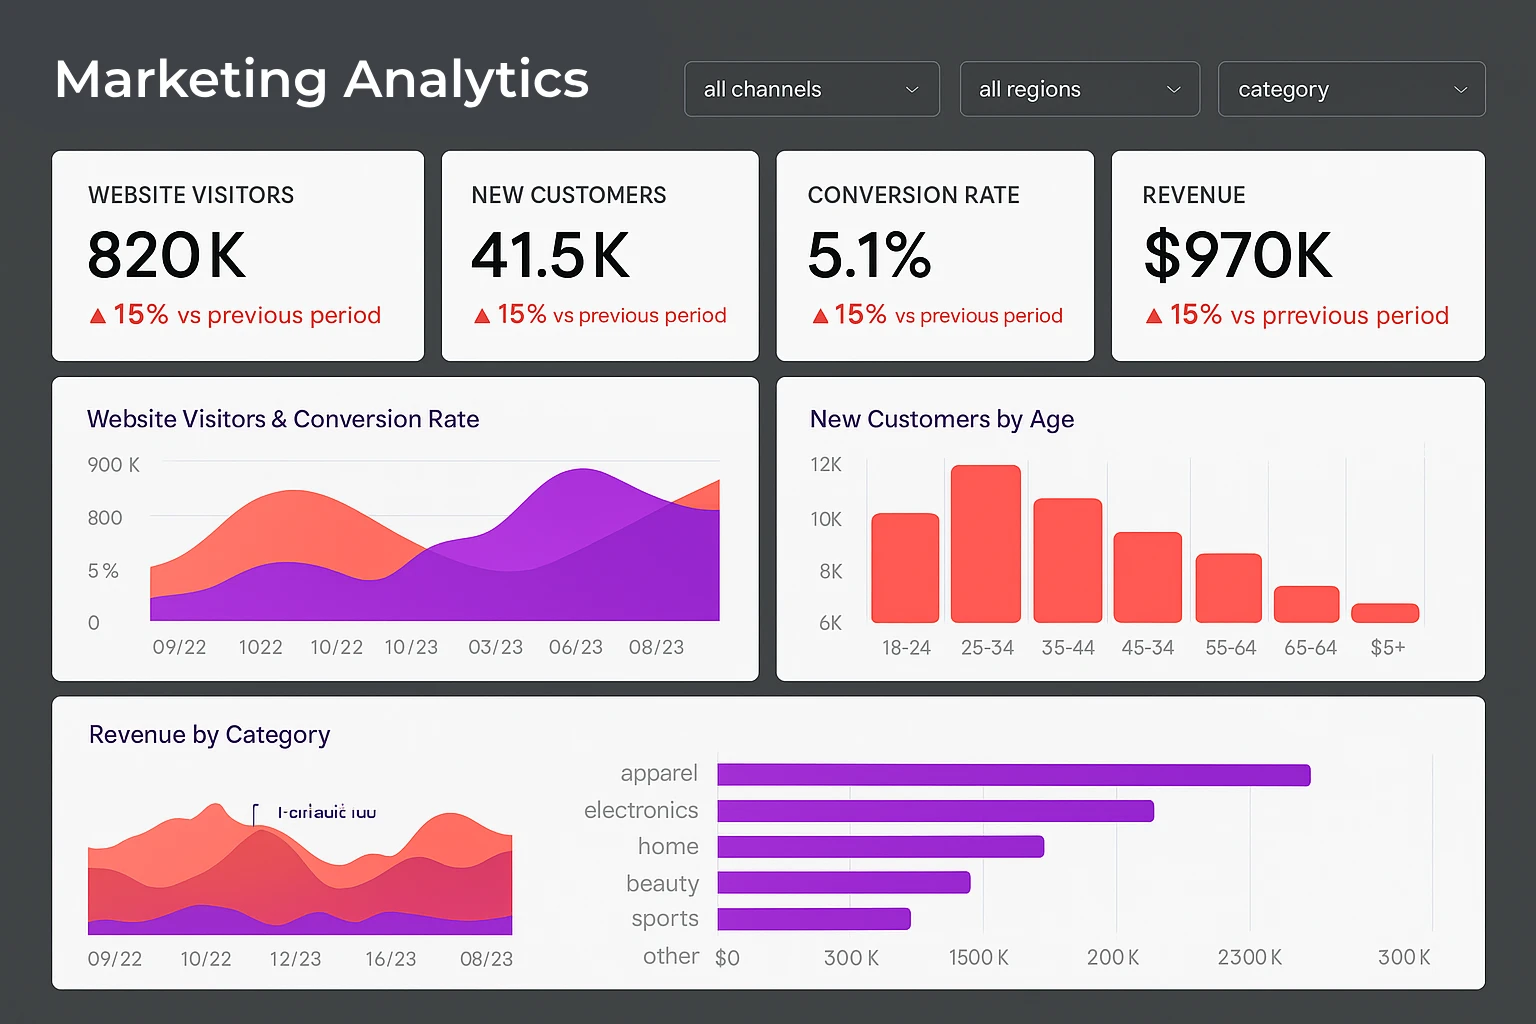 Marketing Analytics
all channels
all regions
category
WEBSITE VISITORS
820K
▲ 15% vs previous period
NEW CUSTOMERS
41.5K
▲ 15% vs previous period
CONVERSION RATE
5.1%
▲ 15% vs previous period
REVENUE
$970K
▲ 15% vs prrevious period
Website Visitors & Conversion Rate
900 K
800
5%
0
09/22 1022 10/22 10/23 03/23 06/23 08/23
New Customers by Age
12K
10K
8K
6K
18-24 25-34 35-44 45-34 55-64 65-64 $5+
Revenue by Category
09/22 10/22 12/23 16/23 08/23
apparel
electronics
home
beauty
sports
other
$0 300 K 1500 K 200 K 2300 K 300 K